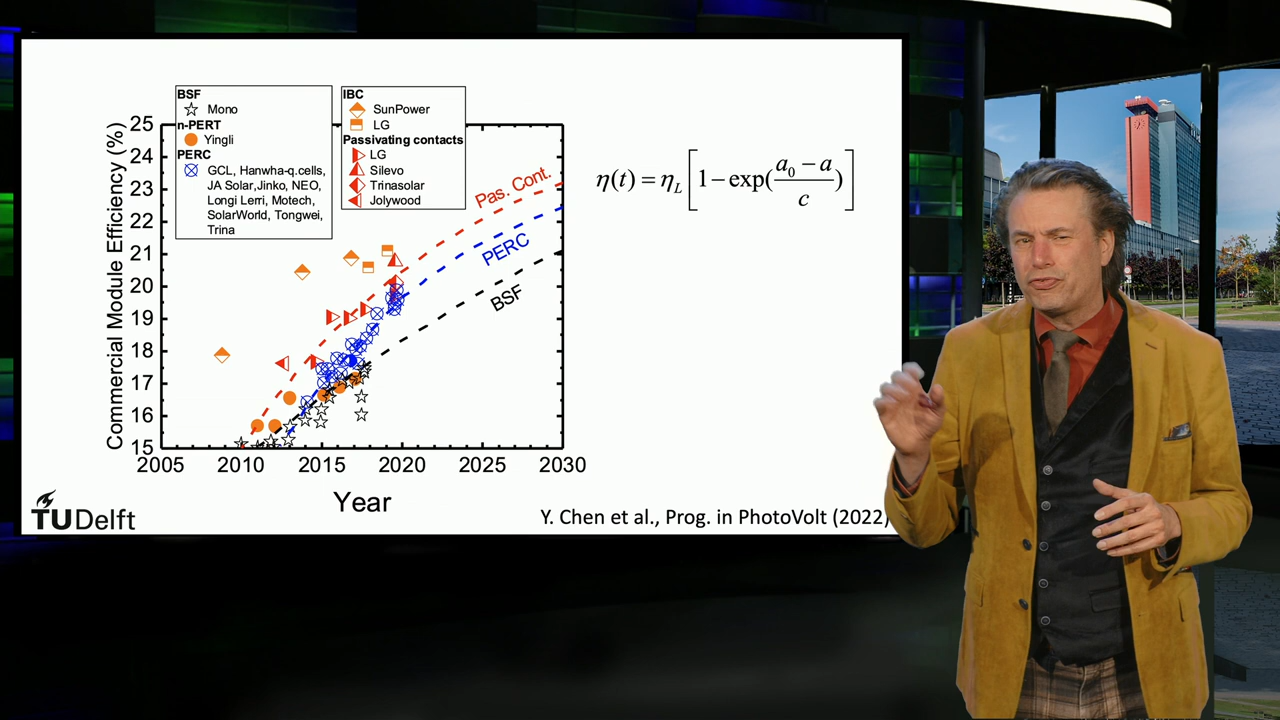 BSF
Mono
n-PERT
Yingli
PERC
GCL, Hanwha-q.cells,
JA Solar,Jinko, NEO,
Longi Lerri, Motech,
SolarWorld, Tongwei,
Trina
IBC
SunPower
LG
Passivating contacts
LG
Silevo
Trinasolar
Jolywood
Commercial Module Efficiency (%)
25
24
23
22
21
20
19
18
17
16
15
2005 2010 2015 2020 2025 2030
Year
Pas. Cont.
PERC
BSF
η(t) = η_L [1 − exp((a₀ − a)/c)]
TUDelft
Y. Chen et al., Prog. in PhotoVolt (2022)